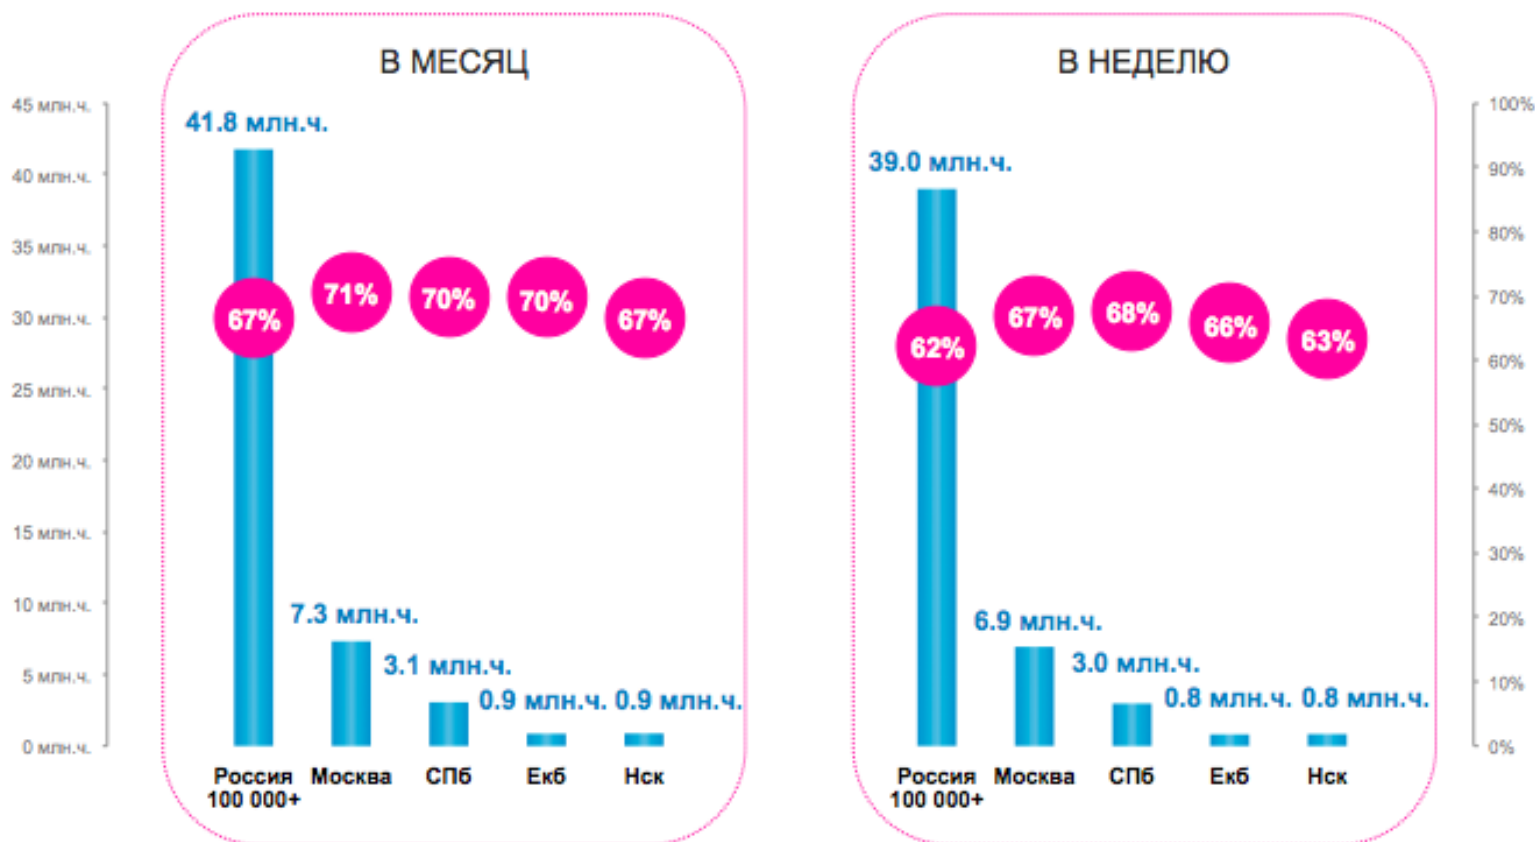 В МЕСЯЦ
В НЕДЕЛЮ
45 млн.ч.
40 млн.ч.
35 млн.ч.
30 млн.ч.
25 млн.ч.
20 млн.ч.
15 млн.ч.
10 млн.ч.
5 млн.ч.
0 млн.ч.
41.8 млн.ч.
67%
71%
70%
70%
67%
7.3 млн.ч.
3.1 млн.ч.
0.9 млн.ч.
0.9 млн.ч.
Россия
100 000+
Москва
СПб
Екб
Нск
39.0 млн.ч.
62%
67%
68%
66%
63%
6.9 млн.ч.
3.0 млн.ч.
0.8 млн.ч.
0.8 млн.ч.
Россия
100 000+
Москва
СПб
Екб
Нск
100%
90%
80%
70%
60%
50%
40%
30%
20%
10%
0%